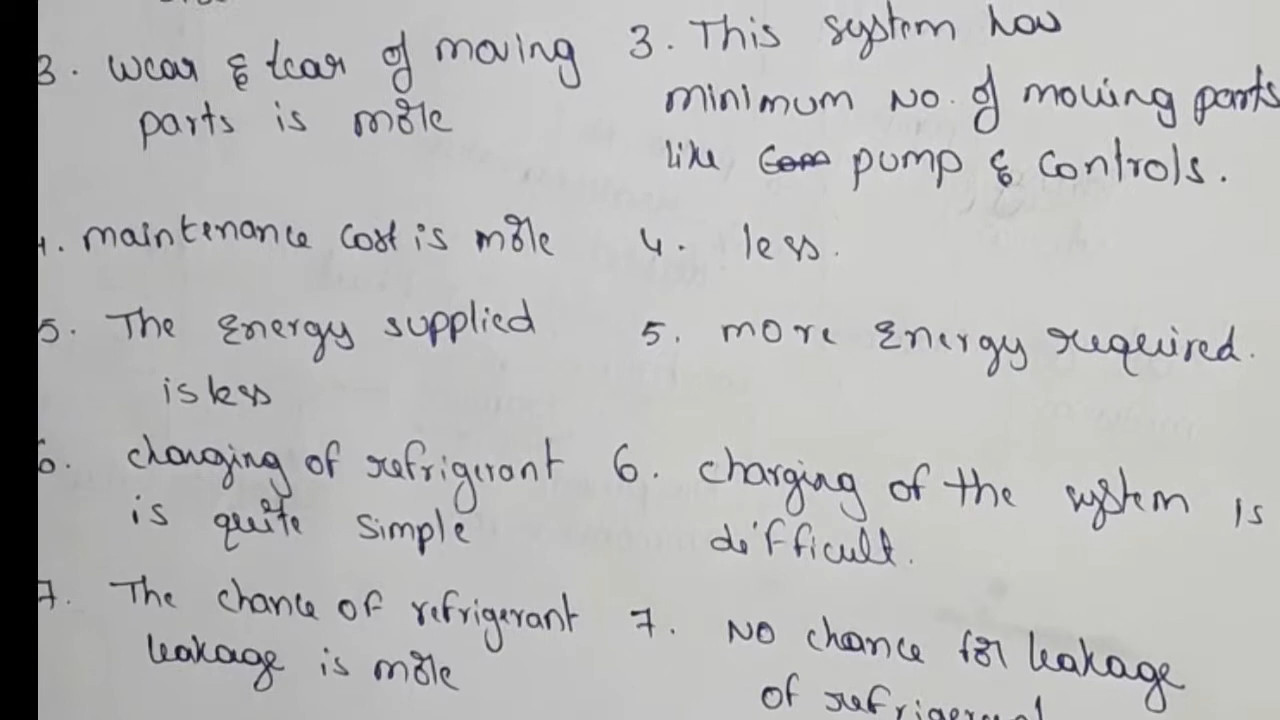 3. wear & tear of moving
parts is more
4. maintenance cost is more
5. The Energy supplied
is less
6. charging of refrigerant
is quite simple
7. The chance of refrigerant
leakage is more
3. This system has
minimum No. of moving parts
like pump & controls.
4. less.
5. more Energy required.
6. charging of the system is
difficult.
7. No chance for leakage
of refrigerant